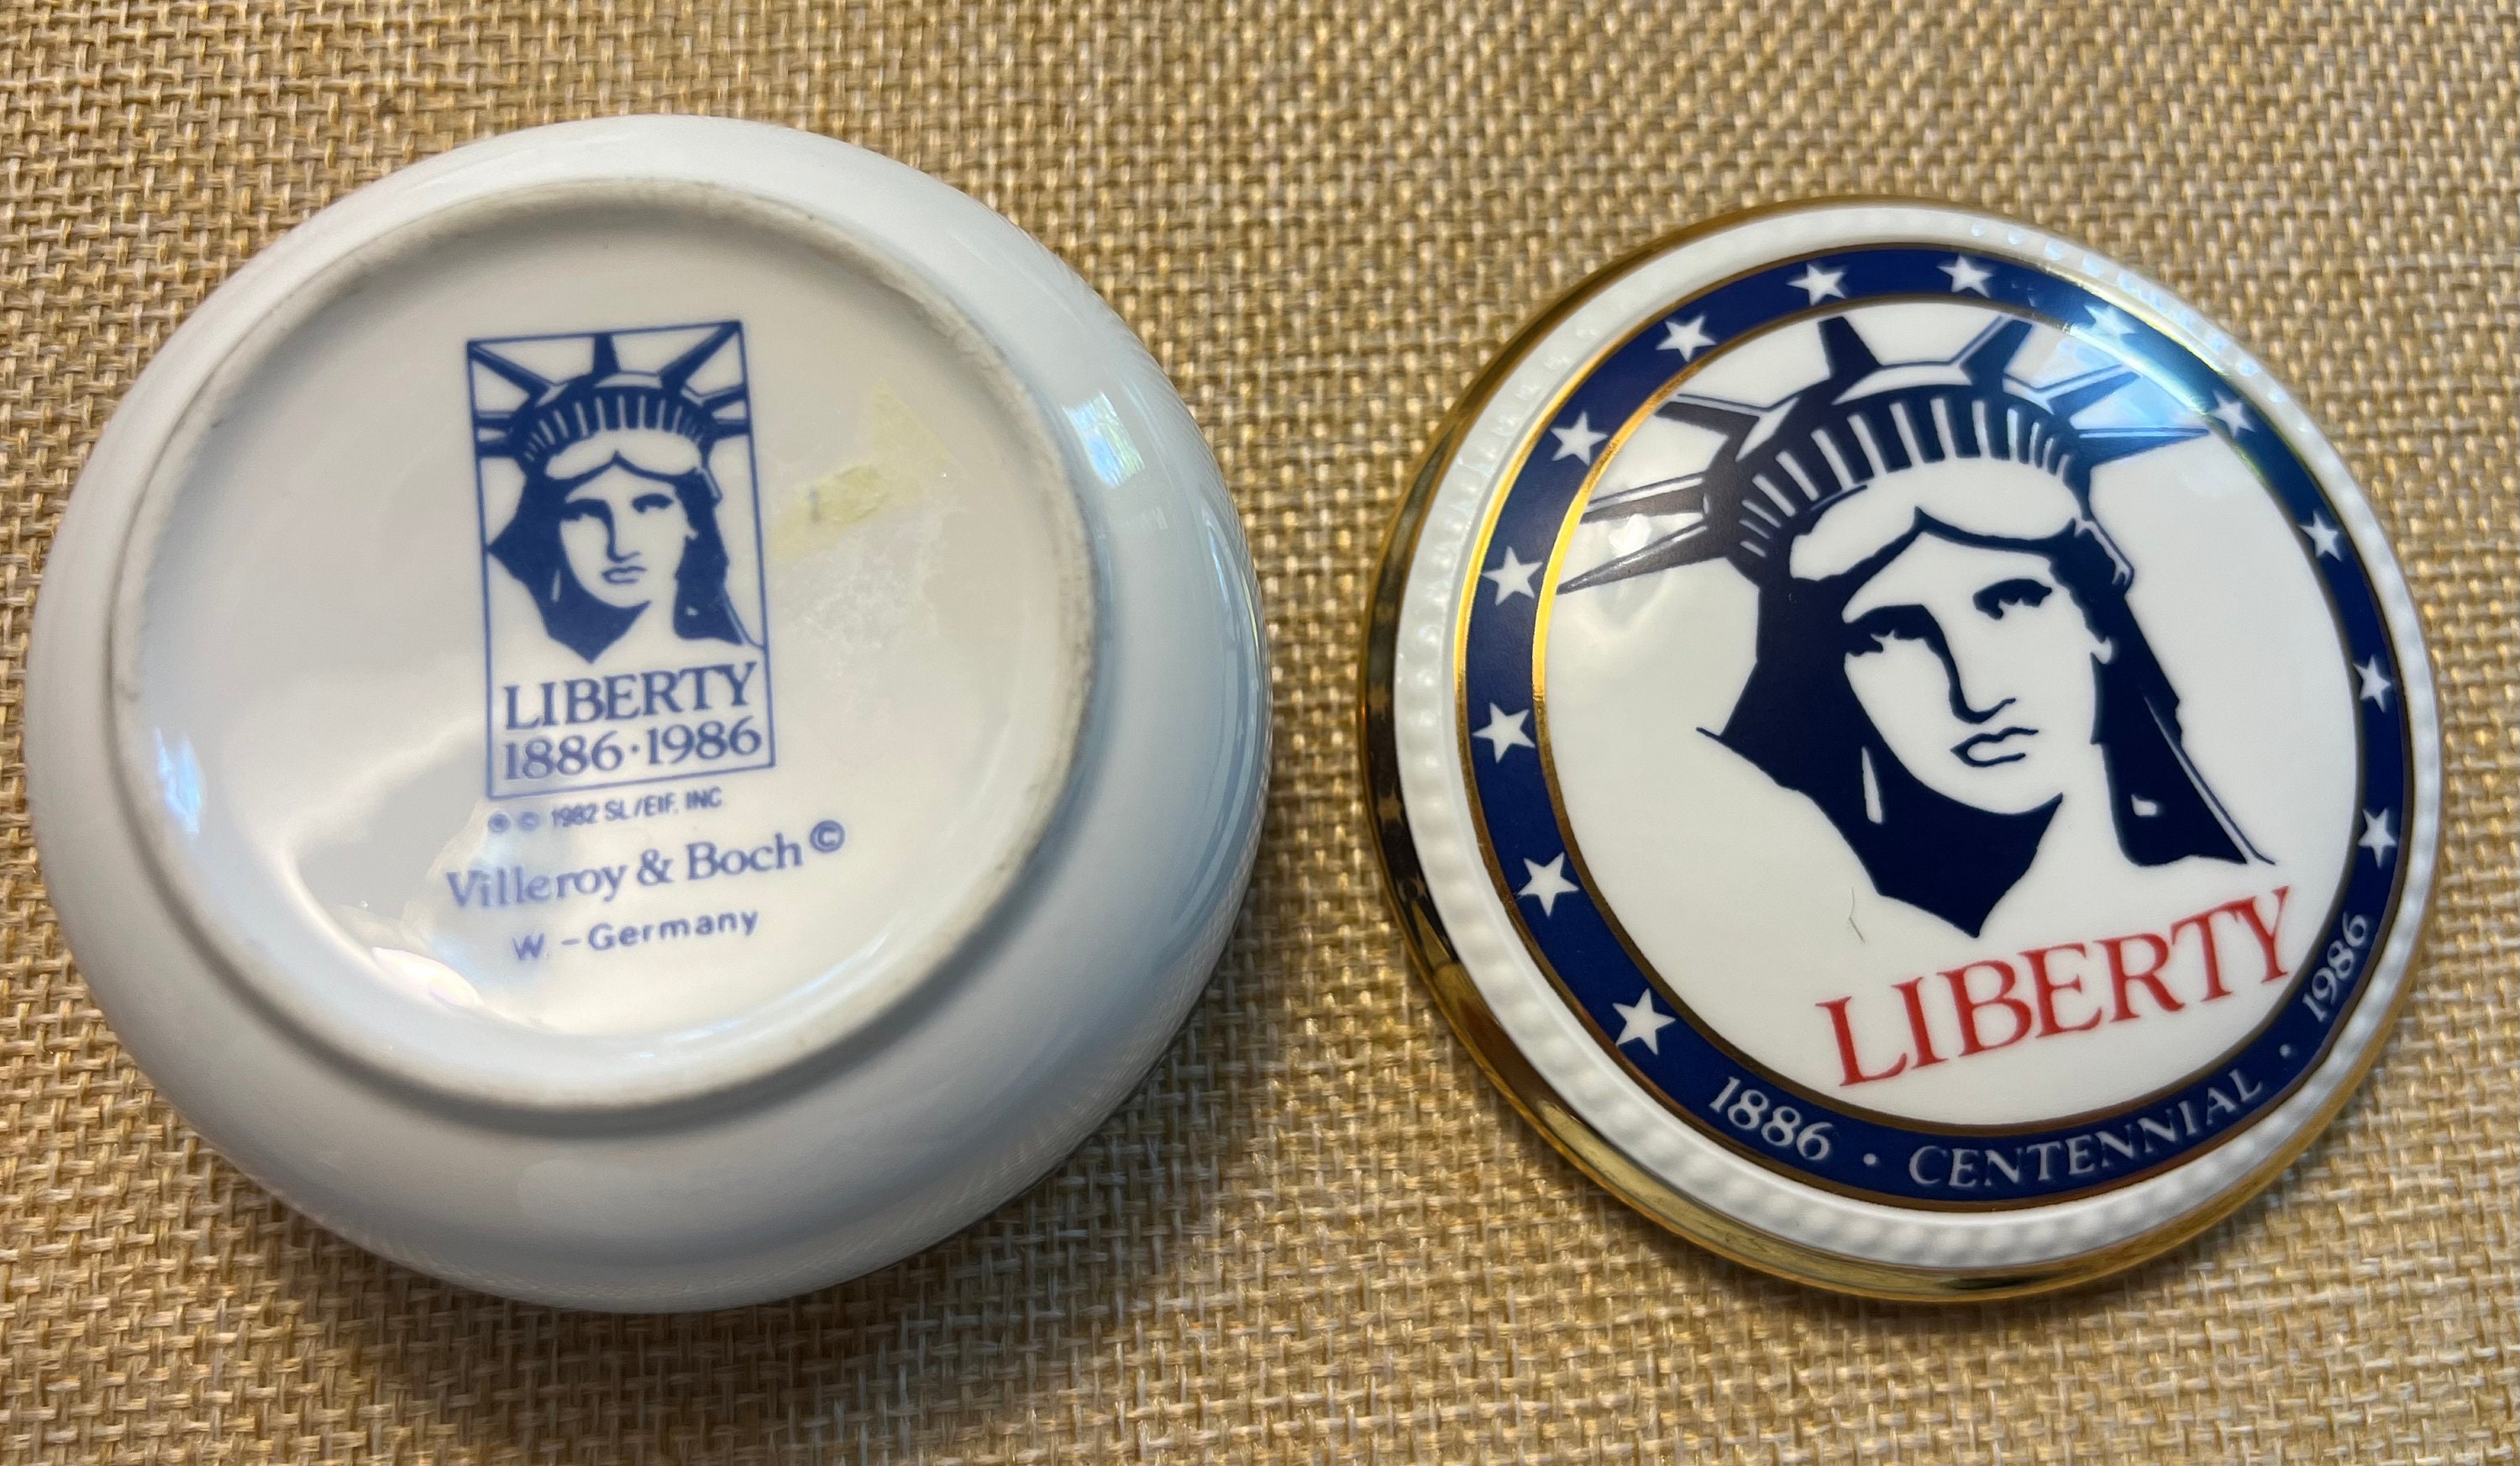 LIBERTY
1886·1986
® © 1982 SL/EIF, INC
Villeroy & Boch©
W.-Germany
LIBERTY
1886 · CENTENNIAL · 1986